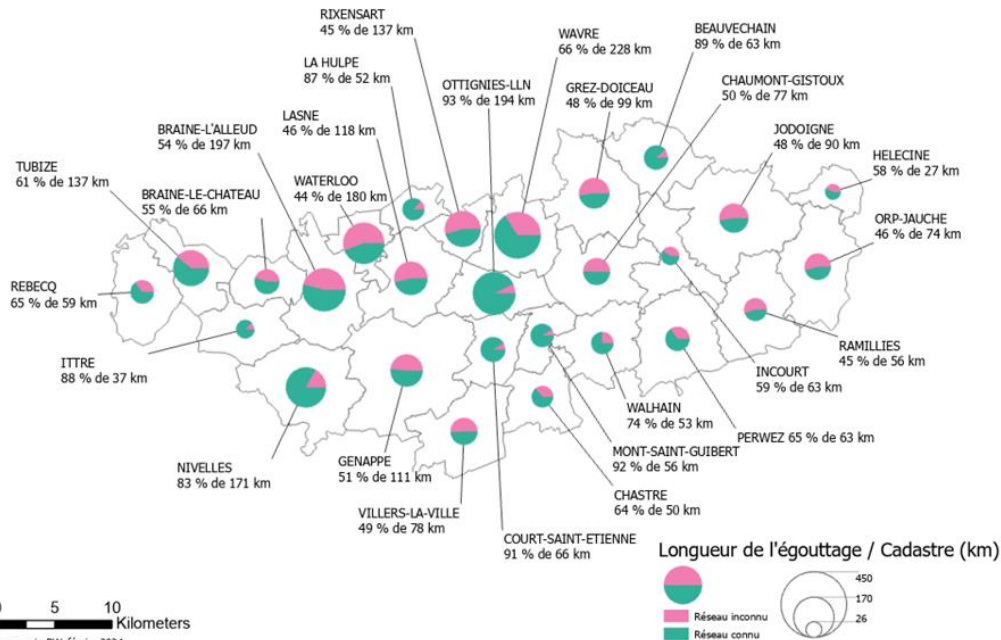 RIXENSART
45 % de 137 km
WAVRE
66 % de 228 km
BEAUVECHAIN
89 % de 63 km
LA HULPE
87 % de 52 km
OTTIGNIES-LLN
93 % de 194 km
GREZ-DOICEAU
48 % de 99 km
CHAUMONT-GISTOUX
50 % de 77 km
LASNE
46 % de 118 km
BRAINE-L'ALLEUD
54 % de 197 km
JODOIGNE
48 % de 90 km
HELECINE
58 % de 27 km
TUBIZE
61 % de 137 km
BRAINE-LE-CHATEAU
55 % de 66 km
WATERLOO
44 % de 180 km
ORP-JAUCHE
46 % de 74 km
REBECQ
65 % de 59 km
ITTRE
88 % de 37 km
RAMILLIES
45 % de 56 km
INCOURT
59 % de 63 km
WALHAIN
74 % de 53 km
PERWEZ 65 % de 63 km
MONT-SAINT-GUIBERT
92 % de 56 km
NIVELLES
83 % de 171 km
GENAPPE
51 % de 111 km
CHASTRE
64 % de 50 km
VILLERS-LA-VILLE
49 % de 78 km
COURT-SAINT-ETIENNE
91 % de 66 km
Longueur de l'égouttage / Cadastre (km)
450
170
26
Réseau inconnu
Réseau connu
0 5 10
Kilometers